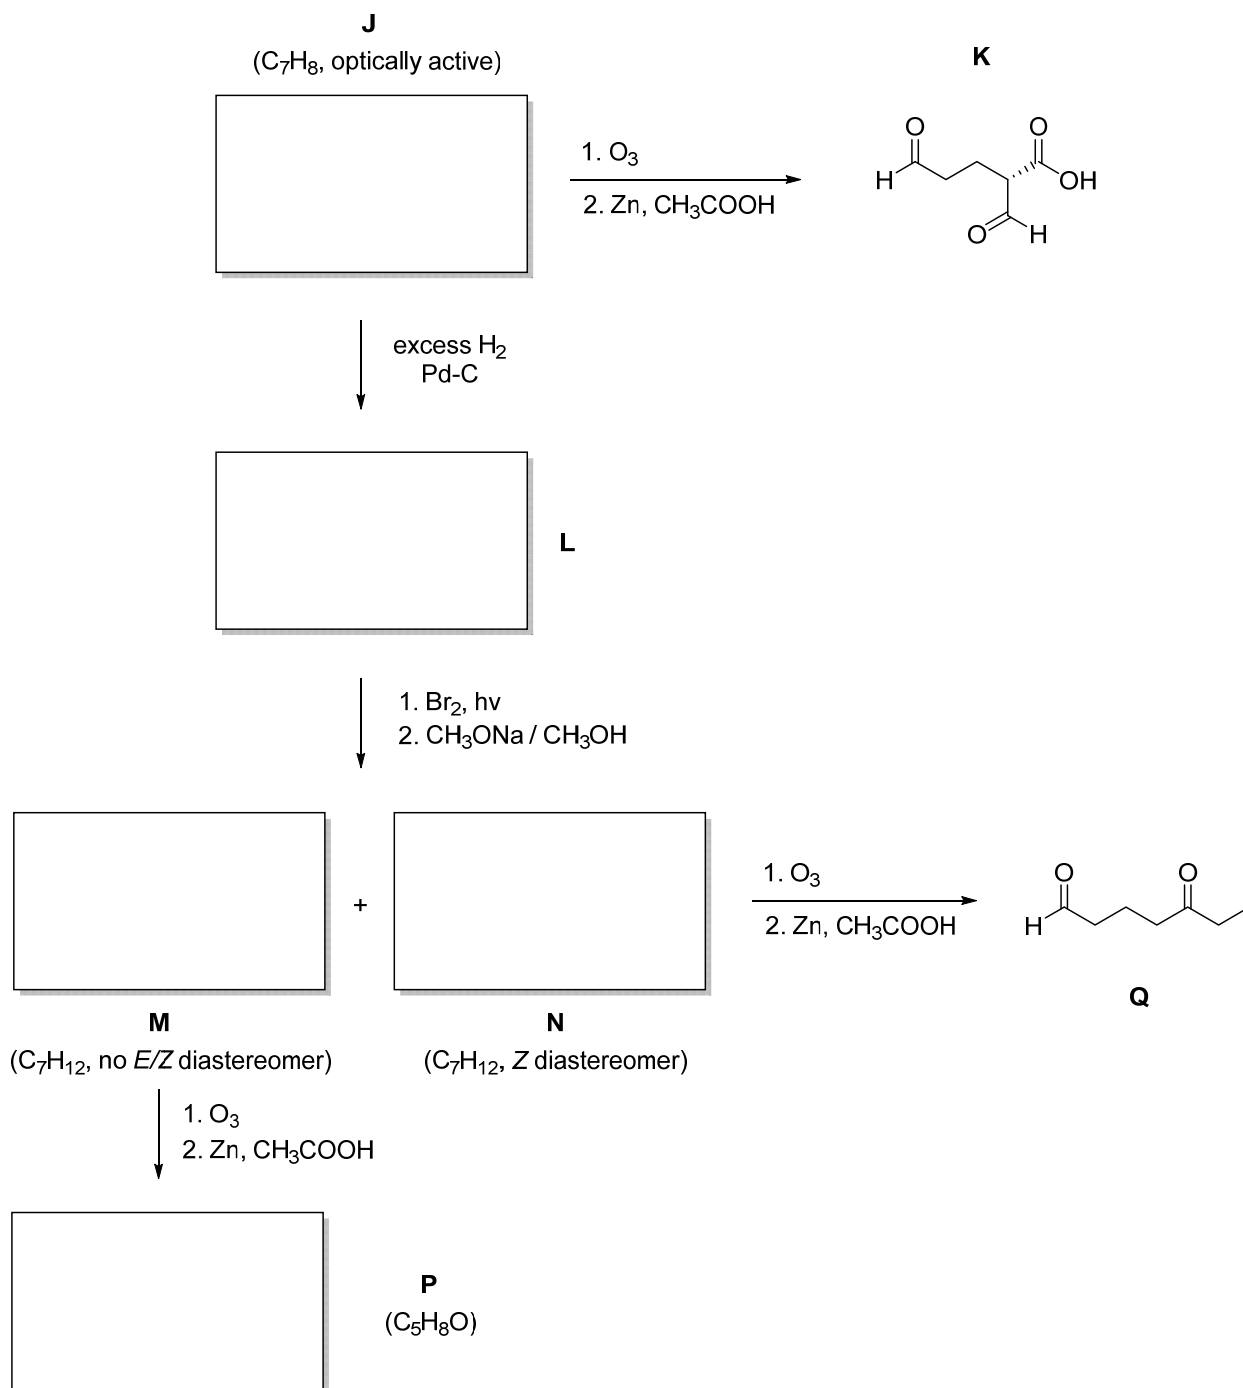 J
(C₇H₈, optically active)
K
1. O₃
2. Zn, CH₃COOH
O
H
O
OH
O
H
excess H₂
Pd-C
L
1. Br₂, hν
2. CH₃ONa / CH₃OH
+
1. O₃
2. Zn, CH₃COOH
O
H
O
Q
M
(C₇H₁₂, no E/Z diastereomer)
N
(C₇H₁₂, Z diastereomer)
1. O₃
2. Zn, CH₃COOH
P
(C₅H₈O)